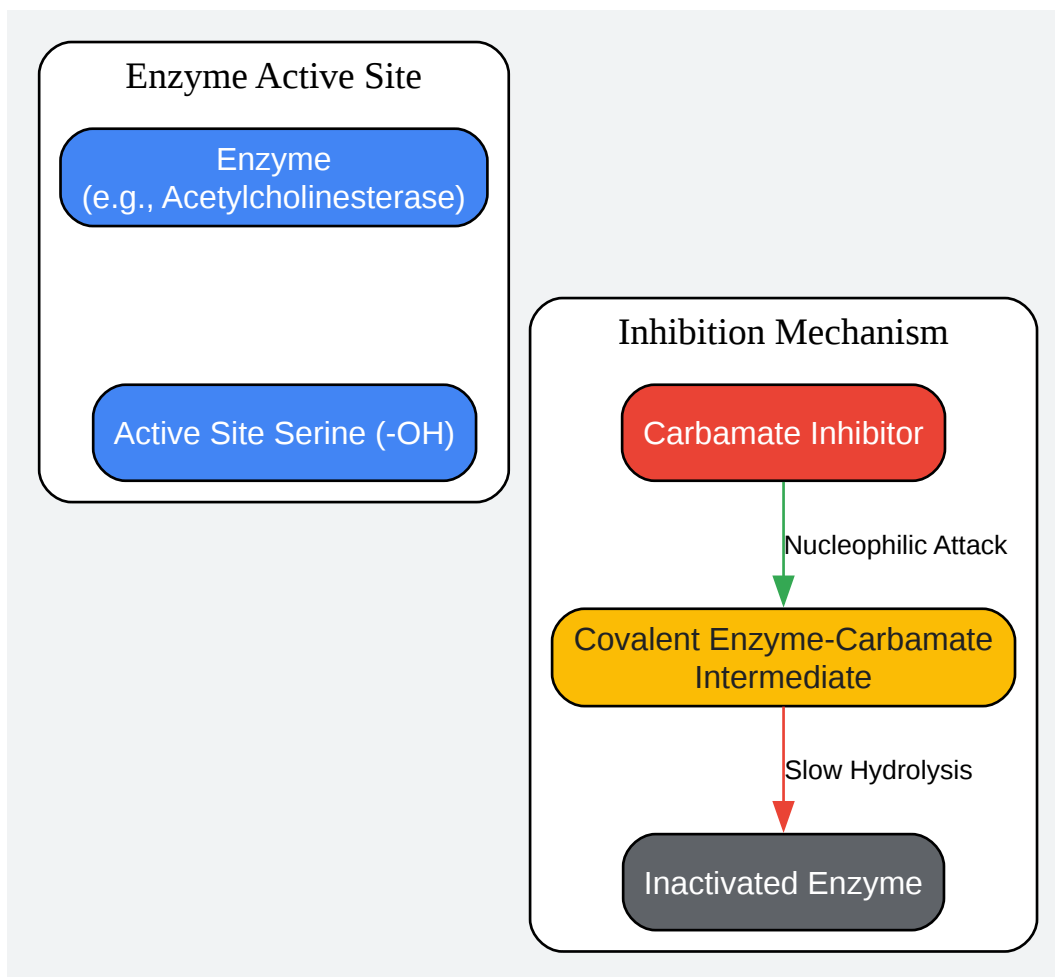 Enzyme Active Site
Enzyme
(e.g., Acetylcholinesterase)
Active Site Serine (-OH)
Inhibition Mechanism
Carbamate Inhibitor
Nucleophilic Attack
Covalent Enzyme-Carbamate
Intermediate
Slow Hydrolysis
Inactivated Enzyme